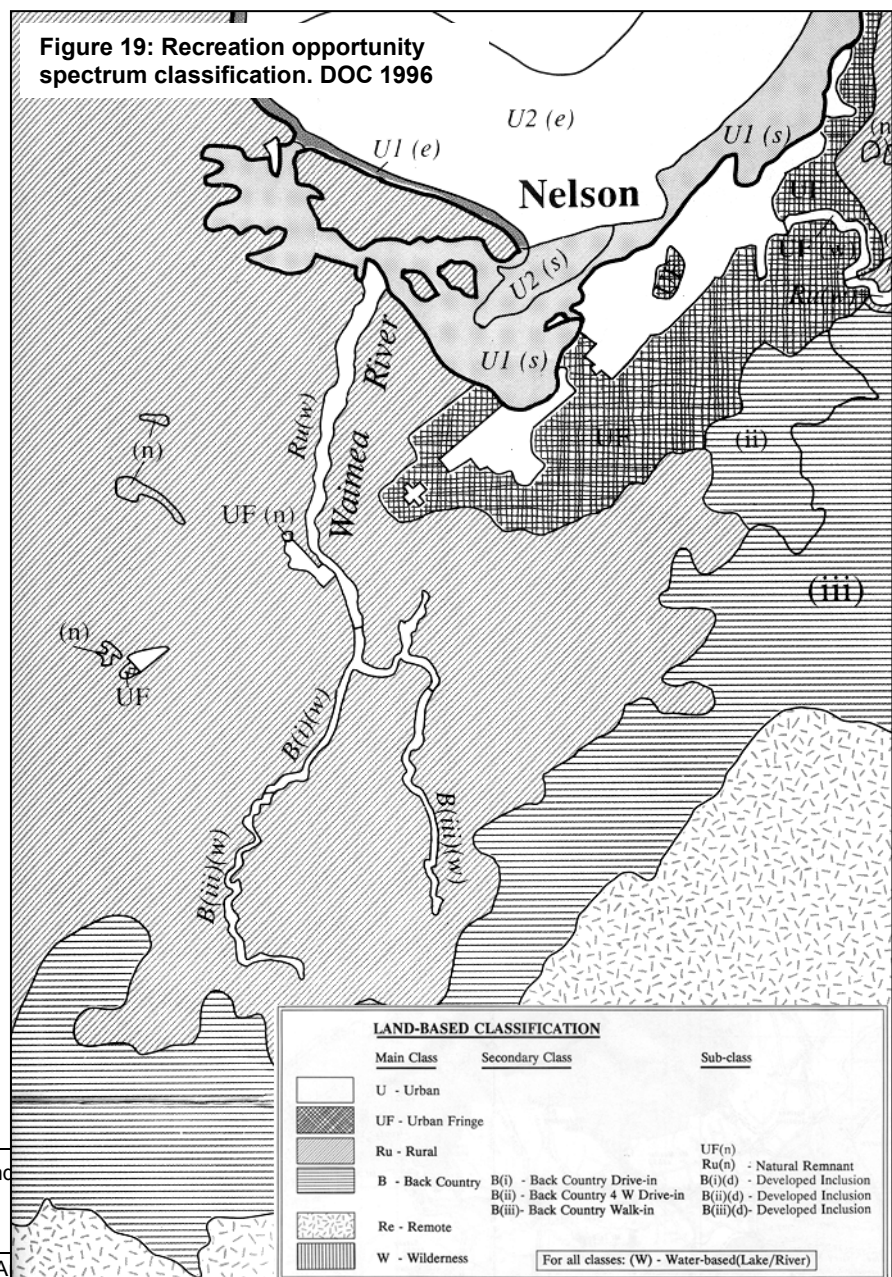 Figure 19: Recreation opportunity
spectrum classification. DOC 1996
U2 (e)
U1 (e)
U1 (s)
Nelson
(n)
UF
UF (w)
U2 (s)
U1 (s)
Ru(w)
Waimea River
UF
(ii)
(n)
UF (n)
(iii)
(n)
UF
B(i)(w)
B(iii)(w)
B(iii)(w)
LAND-BASED CLASSIFICATION
Main Class Secondary Class Sub-class
U - Urban
UF - Urban Fringe
Ru - Rural
UF(n)
Ru(n) - Natural Remnant
B - Back Country
B(i) - Back Country Drive-in
B(ii) - Back Country 4 W Drive-in
B(iii)- Back Country Walk-in
B(i)(d) - Developed Inclusion
B(ii)(d) - Developed Inclusion
B(iii)(d)- Developed Inclusion
Re - Remote
W - Wilderness
For all classes: (W) - Water-based(Lake/River)